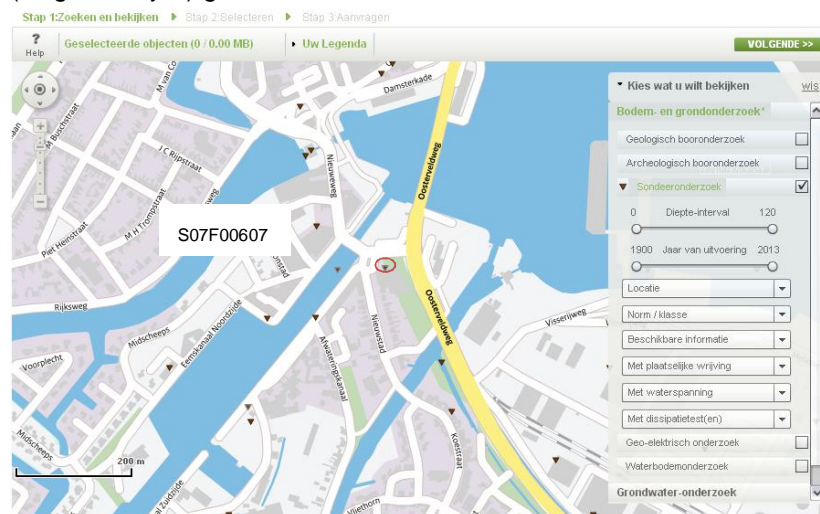 Stap 1:Zoeken en bekijken Stap 2:Selecteren Stap 3:Aanvragen
? Help
Geselecteerde objecten (0 / 0.00 MB)
Uw Legenda
VOLGENDE >>
Kies wat u wilt bekijken
wis
Bodem- en grondonderzoek*
Geologisch booronderzoek
Archeologisch booronderzoek
Sondeeronderzoek
0 Diepte-interval 120
1900 Jaar van uitvoering 2013
Locatie
Norm / klasse
Beschikbare informatie
Met plaatselijke wrijving
Met waterspanning
Met dissipatietest(en)
Geo-elektrisch onderzoek
Waterbodemonderzoek
Grondwater-onderzoek
Damsterkade
M Buschstraat
J C Rijpstraat
M H Trompstraat
Piet Heinstraat
Nieuweweg
Oosterveldweg
S07F00607
Rijksweg
Midscheeps
Eemskanaal Noordzijde
Voorplecht
Afwateringskanaal
Nieuwstad
Oosterveldweg
Visserijweg
Midscheeps
Koestraat
Vliethorn
200 m